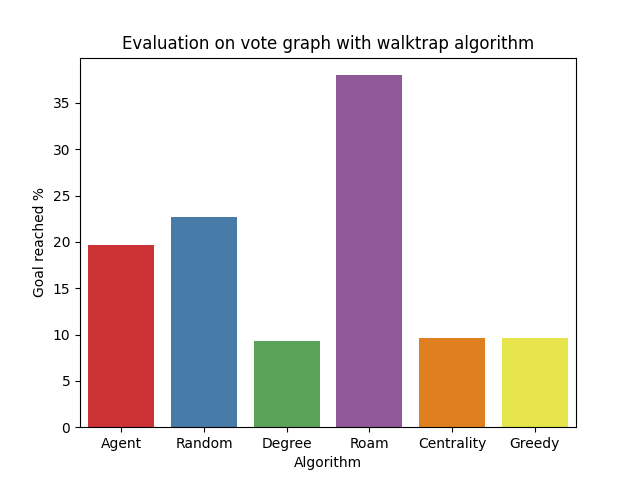 Evaluation on vote graph with walktrap algorithm
Goal reached %
35
30
25
20
15
10
5
0
Agent Random Degree Roam Centrality Greedy
Algorithm